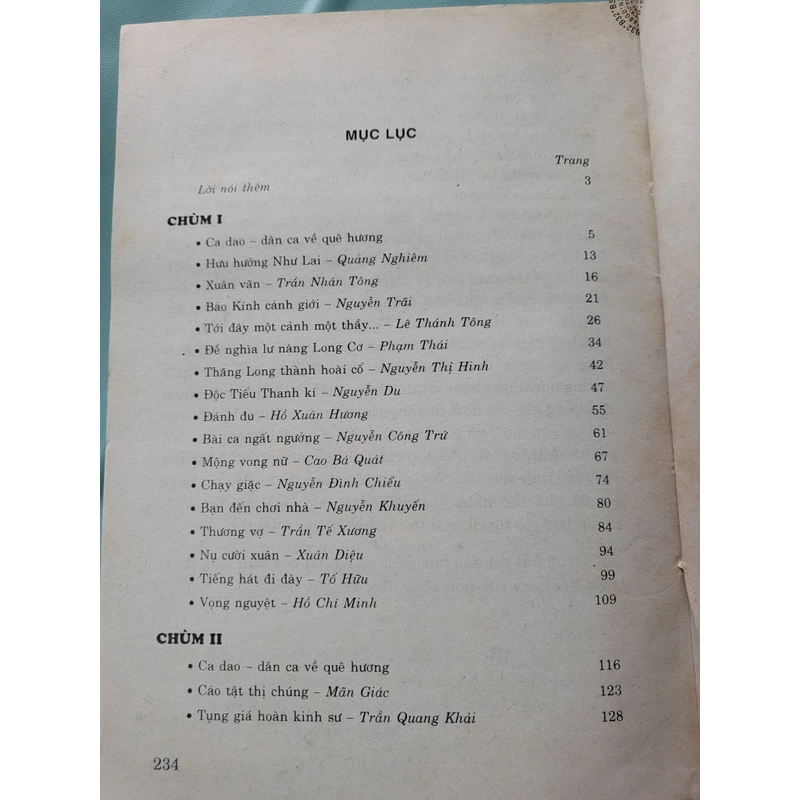 MỤC LỤC
Trang
Lời nói thêm 3
CHÙM I
• Ca dao – dân ca về quê hương 5
• Hưu hướng Như Lai – Quảng Nghiêm 13
• Xuân vãn – Trần Nhân Tông 16
• Bảo Kính cảnh giới – Nguyễn Trãi 21
• Tới đây một cảnh một thầy... – Lê Thánh Tông 26
• Đề nghĩa lư nàng Long Cơ – Phạm Thái 34
• Thăng Long thành hoài cổ – Nguyễn Thị Hinh 42
• Độc Tiểu Thanh kí – Nguyễn Du 47
• Đánh đu – Hồ Xuân Hương 55
• Bài ca ngất ngưởng – Nguyễn Công Trứ 61
• Mộng vong nữ – Cao Bá Quát 67
• Chạy giặc – Nguyễn Đình Chiểu 74
• Bạn đến chơi nhà – Nguyễn Khuyến 80
• Thương vợ – Trần Tế Xương 84
• Nụ cười xuân – Xuân Diệu 94
• Tiếng hát đi đày – Tố Hữu 99
• Vọng nguyệt – Hồ Chí Minh 109
CHÙM II
• Ca dao – dân ca về quê hương 116
• Cáo tật thị chúng – Mãn Giác 123
• Tụng giá hoàn kinh sư – Trần Quang Khải 128
234